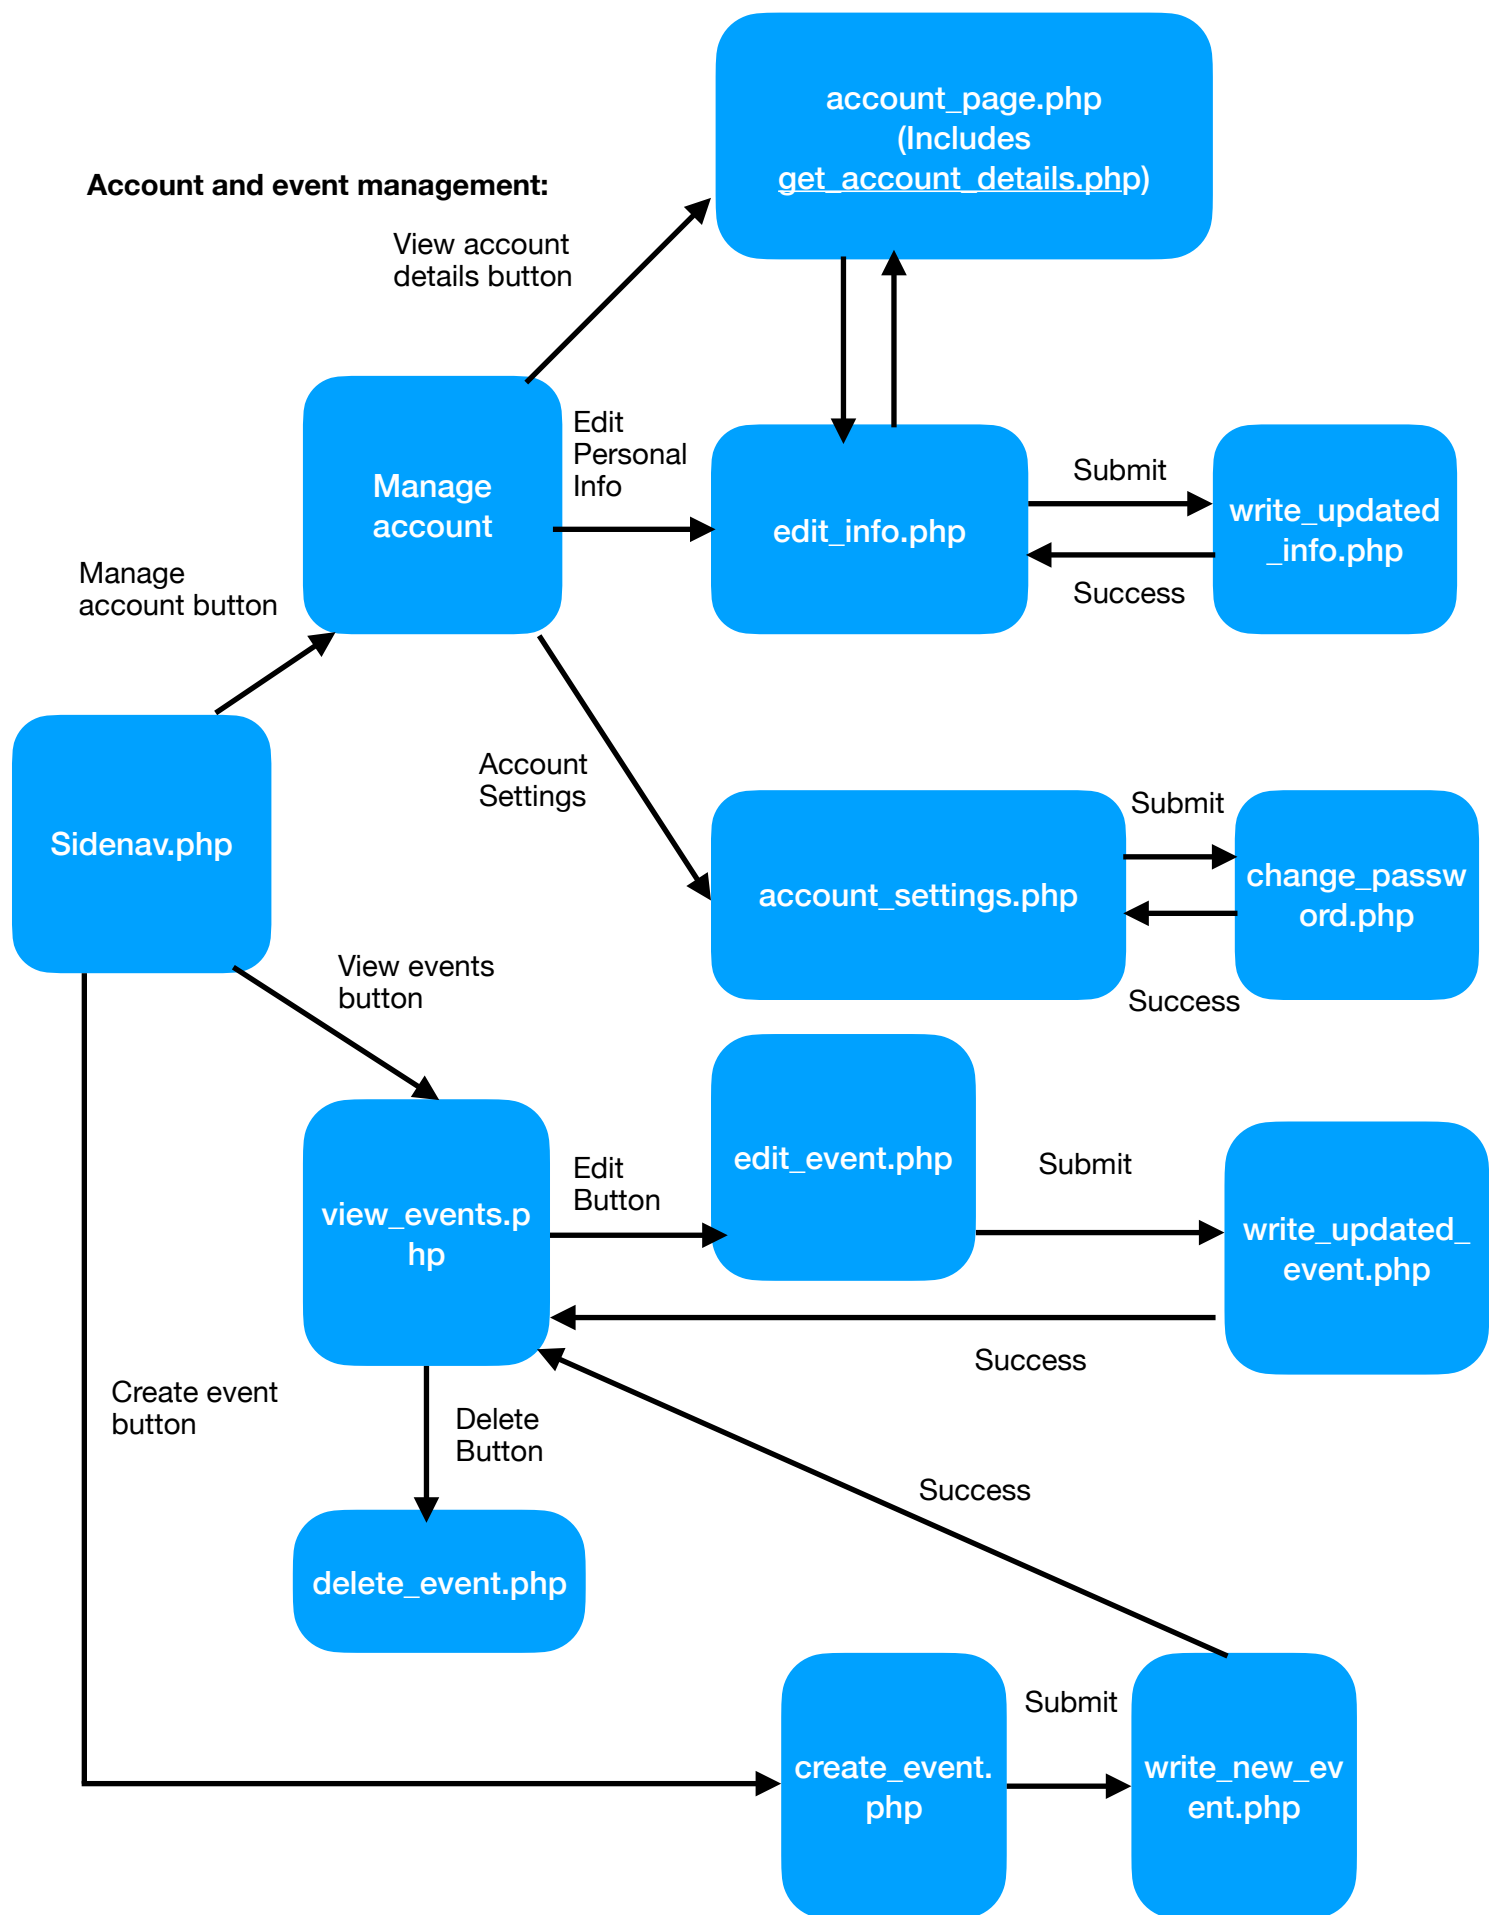 account_page.php
(Includes
get_account_details.php)
Account and event management:
View account
details button
Edit
Personal
Info
Manage
account
edit_info.php
Submit
write_updated
_info.php
Success
Manage
account button
Sidenav.php
Account
Settings
account_settings.php
Submit
change_passw
ord.php
Success
View events
button
view_events.p
hp
Edit
Button
edit_event.php
Submit
write_updated_
event.php
Success
Create event
button
Delete
Button
Success
delete_event.php
create_event.
php
Submit
write_new_ev
ent.php